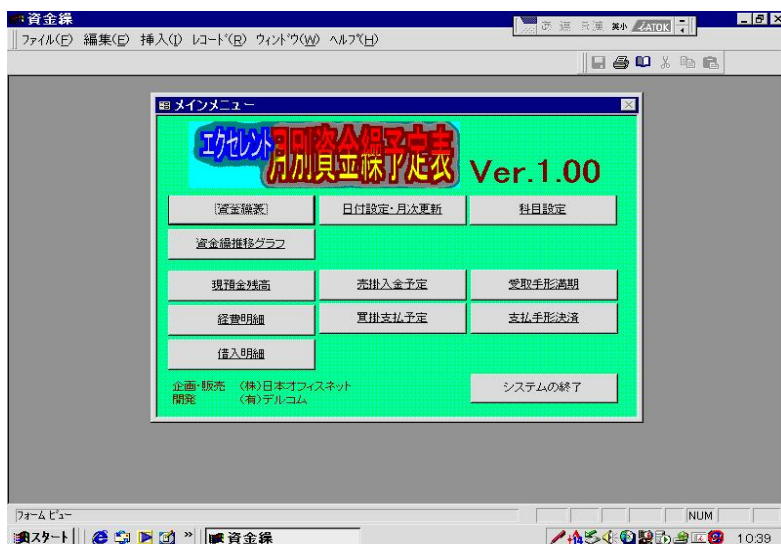 資金繰
あ 連 R漢 英小 ATOK
ファイル(F) 編集(E) 挿入(I) レコード(R) ウィンドウ(W) ヘルプ(H)
メインメニュー
エクセレント月別資金繰予定表 Ver.1.00
資金繰表 日付設定・月次更新 科目設定
資金繰推移グラフ
現預金残高 売掛入金予定 受取手形満期
経費明細 買掛支払予定 支払手形決済
借入明細
企画・販売 (株)日本オフィスネット システムの終了
開発 (有)デルコム
フォーム ビュー NUM
スタート 資金繰 10:39